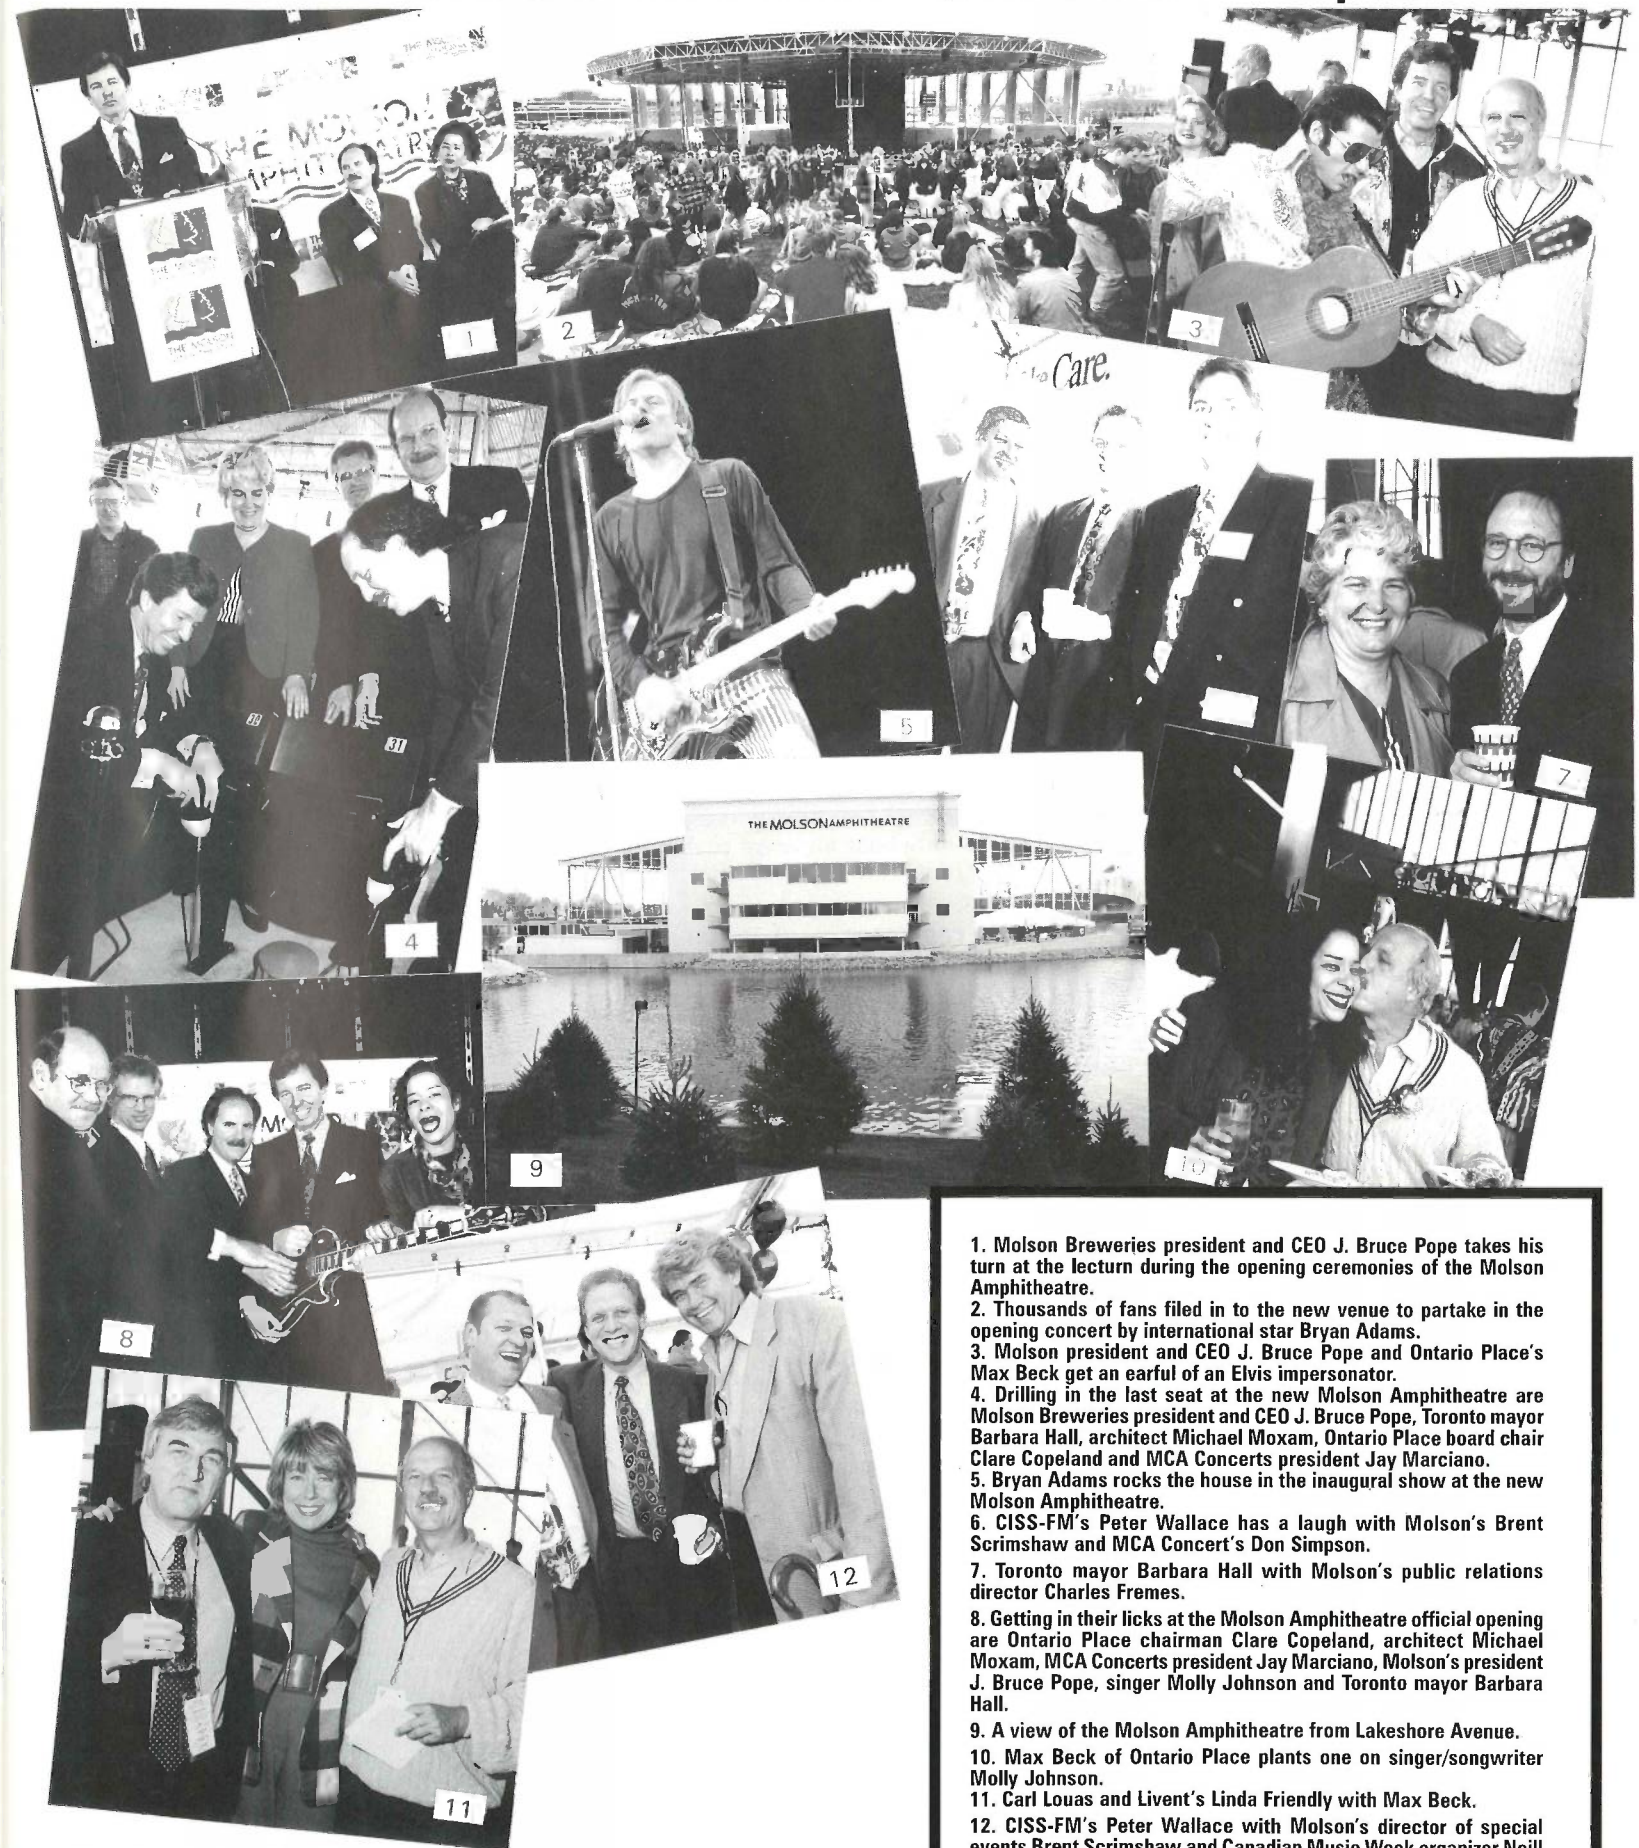 THE MOLSON
AMPHITHEATRE
THE MOLSON
THE MOLSON
1
2
3
Care.
30
31
4
5
7
THE MOLSON AMPHITHEATRE
8
9
10
11
12
1. Molson Breweries president and CEO J. Bruce Pope takes his
turn at the lecturn during the opening ceremonies of the Molson
Amphitheatre.
2. Thousands of fans filed in to the new venue to partake in the
opening concert by international star Bryan Adams.
3. Molson president and CEO J. Bruce Pope and Ontario Place's
Max Beck get an earful of an Elvis impersonator.
4. Drilling in the last seat at the new Molson Amphitheatre are
Molson Breweries president and CEO J. Bruce Pope, Toronto mayor
Barbara Hall, architect Michael Moxam, Ontario Place board chair
Clare Copeland and MCA Concerts president Jay Marciano.
5. Bryan Adams rocks the house in the inaugural show at the new
Molson Amphitheatre.
6. CISS-FM's Peter Wallace has a laugh with Molson's Brent
Scrimshaw and MCA Concert's Don Simpson.
7. Toronto mayor Barbara Hall with Molson's public relations
director Charles Fremes.
8. Getting in their licks at the Molson Amphitheatre official opening
are Ontario Place chairman Clare Copeland, architect Michael
Moxam, MCA Concerts president Jay Marciano, Molson's president
J. Bruce Pope, singer Molly Johnson and Toronto mayor Barbara
Hall.
9. A view of the Molson Amphitheatre from Lakeshore Avenue.
10. Max Beck of Ontario Place plants one on singer/songwriter
Molly Johnson.
11. Carl Louas and Livent's Linda Friendly with Max Beck.
12. CISS-FM's Peter Wallace with Molson's director of special
events Brent Scrimshaw and Canadian Music Week organizer Neill